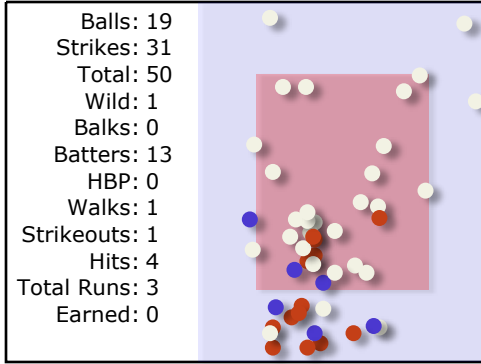 Balls: 19
Strikes: 31
Total: 50
Wild: 1
Balks: 0
Batters: 13
HBP: 0
Walks: 1
Strikeouts: 1
Hits: 4
Total Runs: 3
Earned: 0